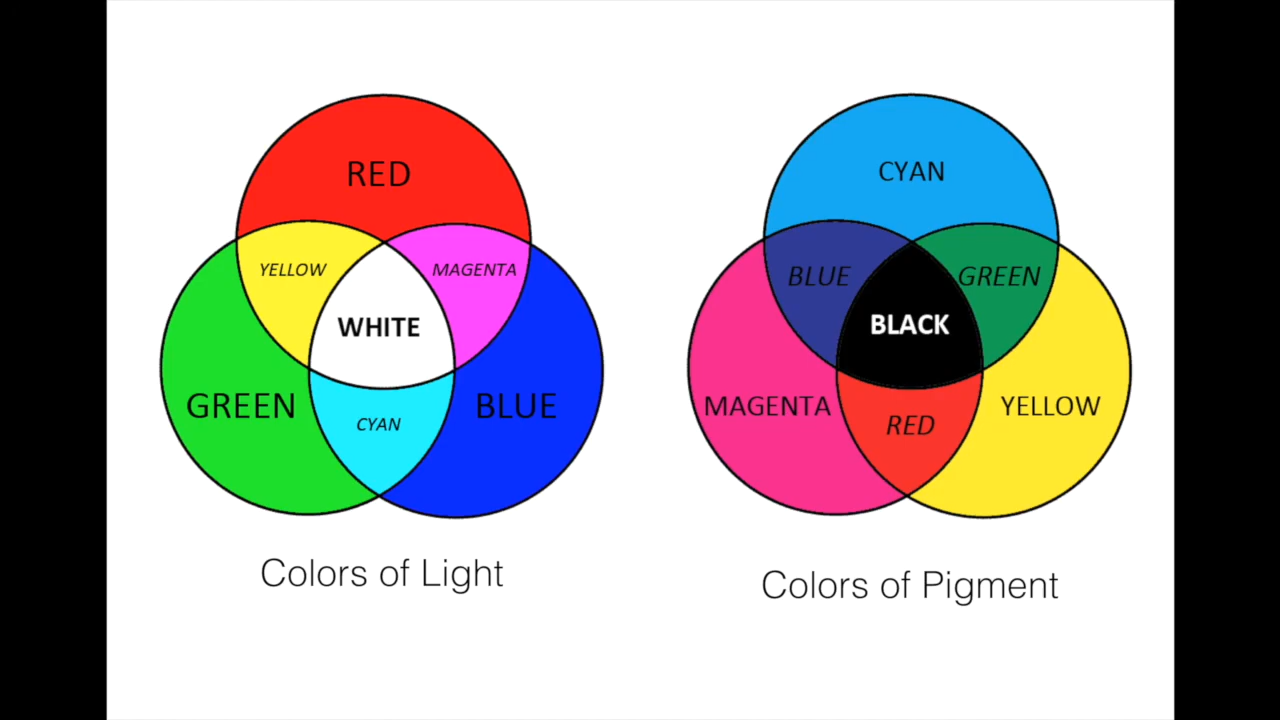 RED
YELLOW
MAGENTA
WHITE
GREEN
BLUE
CYAN
Colors of Light
CYAN
BLUE
GREEN
BLACK
MAGENTA
YELLOW
RED
Colors of Pigment